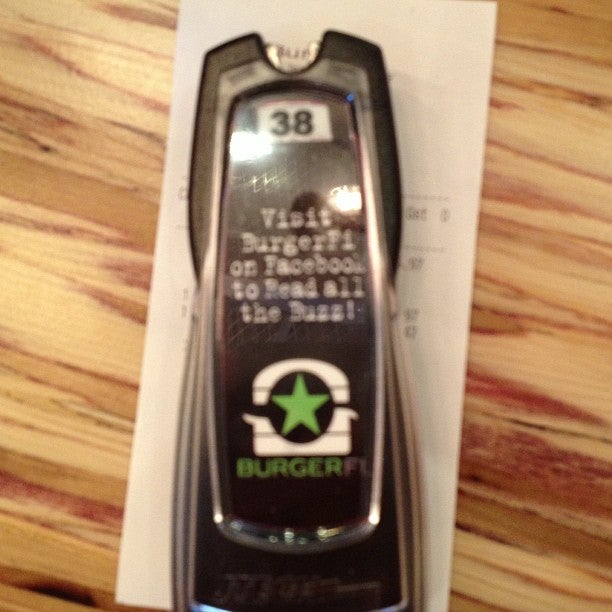 38
Visit
BurgerFi
on Facebook
to Read all
the Buzz!
BURGERFI